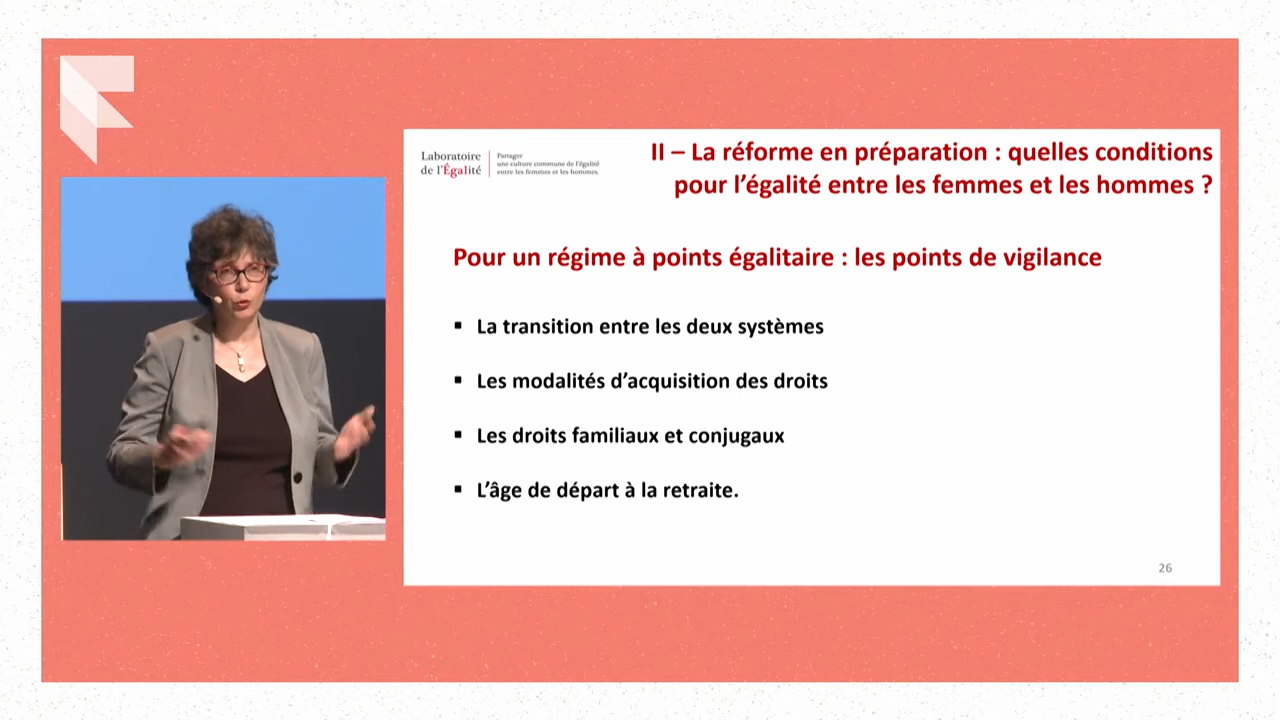 Laboratoire
de l'Égalité
Partager
une culture commune de l'égalité
entre les femmes et les hommes.
II – La réforme en préparation : quelles conditions
pour l'égalité entre les femmes et les hommes ?
Pour un régime à points égalitaire : les points de vigilance
▪ La transition entre les deux systèmes
▪ Les modalités d'acquisition des droits
▪ Les droits familiaux et conjugaux
▪ L'âge de départ à la retraite.
26